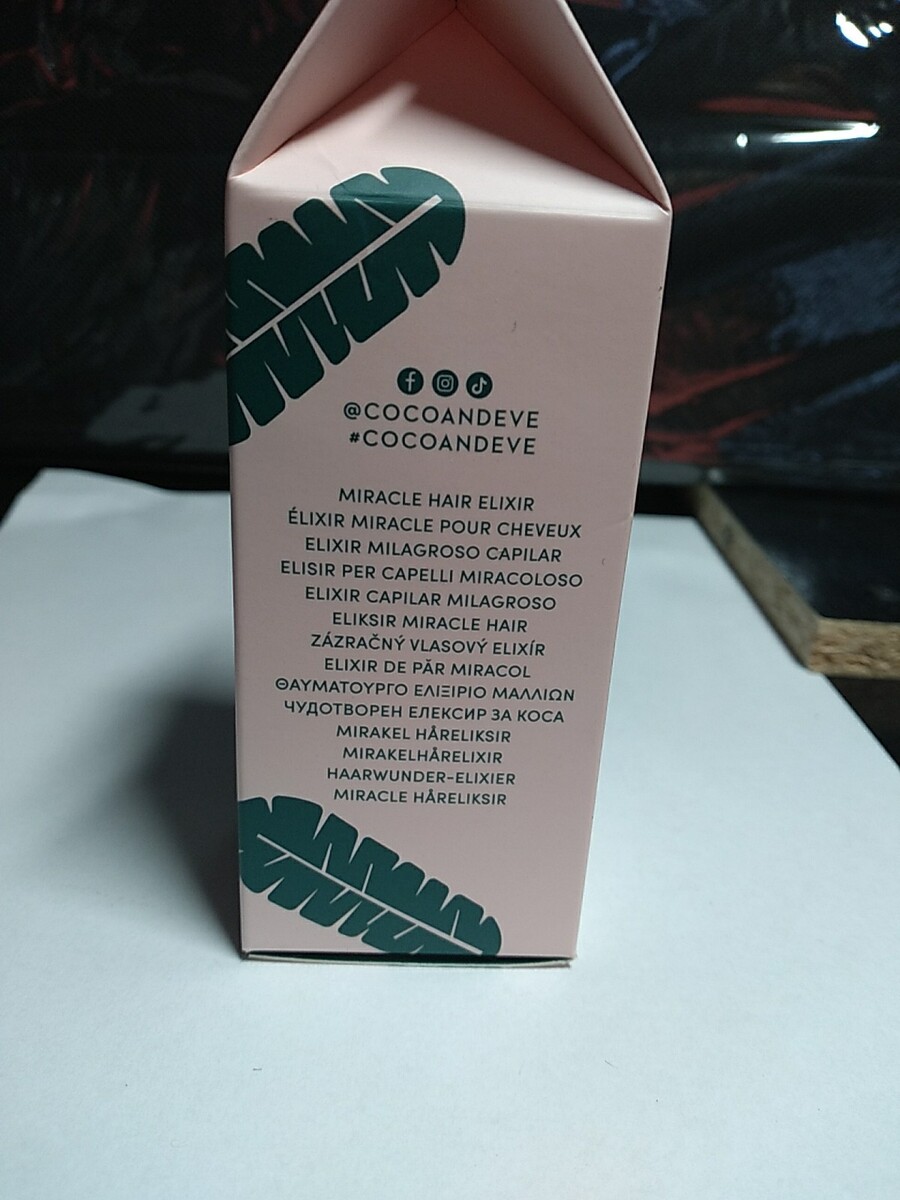 @COCOANDEVE
#COCOANDEVE
MIRACLE HAIR ELIXIR
ÉLIXIR MIRACLE POUR CHEVEUX
ELIXIR MILAGROSO CAPILAR
ELISIR PER CAPELLI MIRACOLOSO
ELIXIR CAPILAR MILAGROSO
ELIKSIR MIRACLE HAIR
ZÁZRAČNÝ VLASOVÝ ELIXÍR
ELIXIR DE PĂR MIRACOL
ΘΑΥΜΑΤΟΥΡΓΟ ΕΛΙΞΙΡΙΟ ΜΑΛΛΙΩΝ
ЧУДОТВОРЕН ЕЛЕКСИР ЗА КОСА
MIRAKEL HÅRELIKSIR
MIRAKELHÅRELIXIR
HAARWUNDER-ELIXIER
MIRACLE HÅRELIKSIR